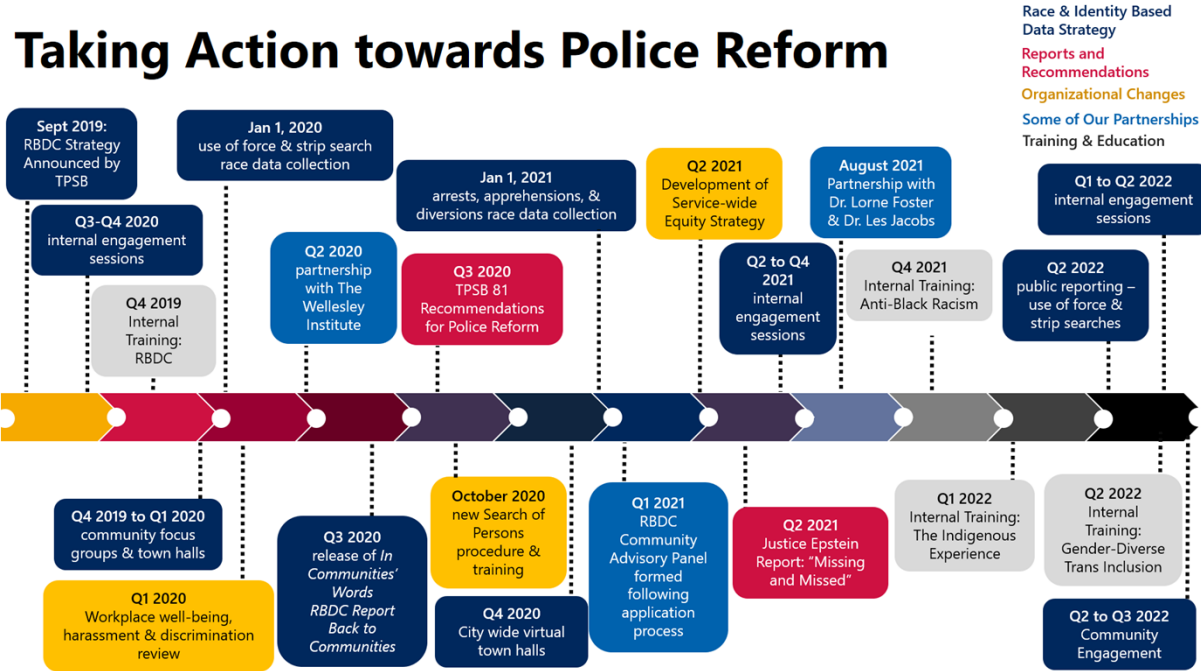 Taking Action towards Police Reform
Race & Identity Based
Data Strategy
Reports and
Recommendations
Organizational Changes
Some of Our Partnerships
Training & Education
Sept 2019:
RBDC Strategy
Announced by
TPSB
Jan 1, 2020
use of force & strip search
race data collection
Q3-Q4 2020
internal engagement
sessions
Q4 2019
Internal
Training:
RBDC
Q2 2020
partnership
with The
Wellesley
Institute
Jan 1, 2021
arrests, apprehensions, &
diversions race data collection
Q3 2020
TPSB 81
Recommendations
for Police Reform
Q2 2021
Development of
Service-wide
Equity Strategy
Q2 to Q4
2021
internal
engagement
sessions
August 2021
Partnership with
Dr. Lorne Foster
& Dr. Les Jacobs
Q4 2021
Internal Training:
Anti-Black Racism
Q1 to Q2 2022
internal engagement
sessions
Q2 2022
public reporting –
use of force &
strip searches
Q4 2019 to Q1 2020
community focus
groups & town halls
Q1 2020
Workplace well-being,
harassment & discrimination
review
Q3 2020
release of In
Communities'
Words
RBDC Report
Back to
Communities
October 2020
new Search of
Persons
procedure &
training
Q4 2020
City wide virtual
town halls
Q1 2021
RBDC
Community
Advisory Panel
formed
following
application
process
Q2 2021
Justice Epstein
Report: “Missing
and Missed”
Q1 2022
Internal Training:
The Indigenous
Experience
Q2 2022
Internal
Training:
Gender-Diverse
Trans Inclusion
Q2 to Q3 2022
Community
Engagement